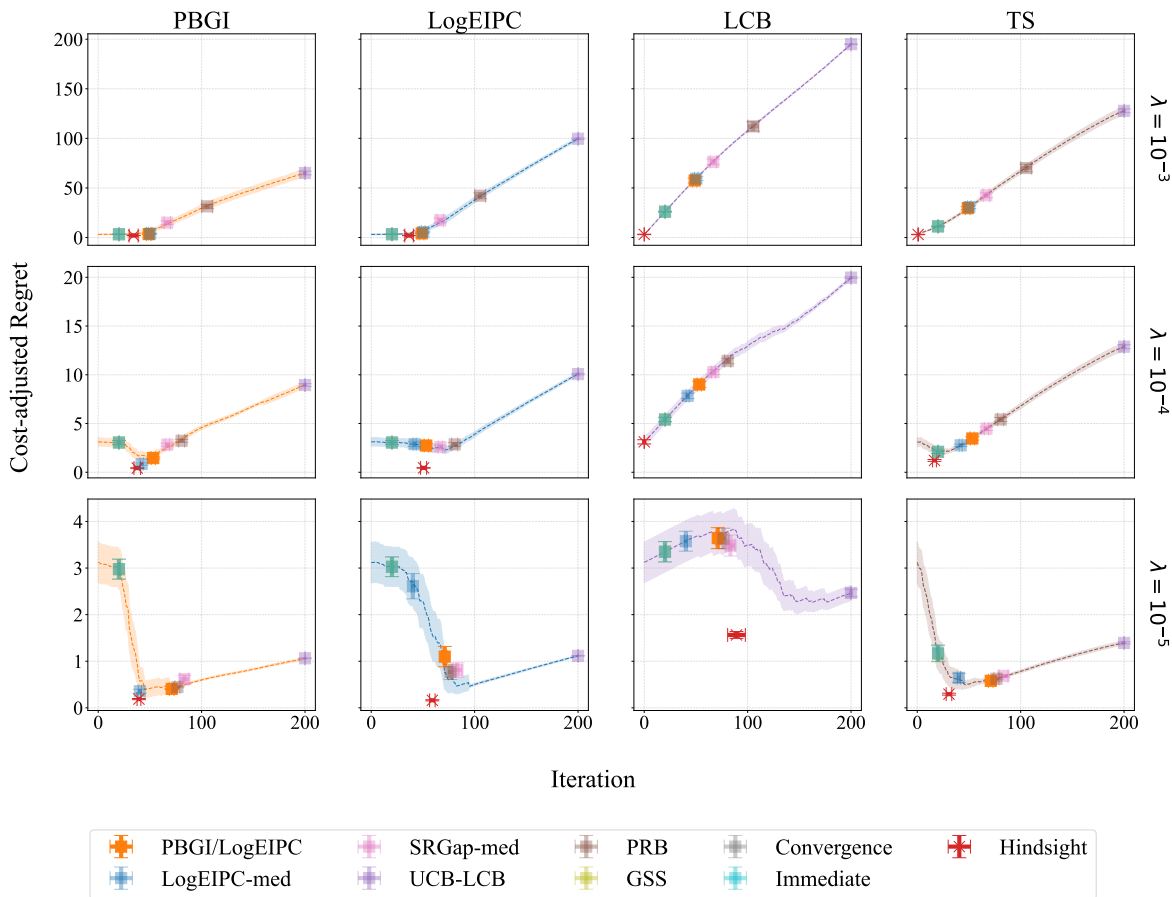 PBGI LogEIPC LCB TS
200
150
100
50
0
λ = 10⁻³
20
15
10
5
0
λ = 10⁻⁴
Cost-adjusted Regret
4
3
2
1
0
λ = 10⁻⁵
0 100 200 0 100 200 0 100 200 0 100 200
Iteration
PBGI/LogEIPC SRGap-med PRB Convergence Hindsight
LogEIPC-med UCB-LCB GSS Immediate